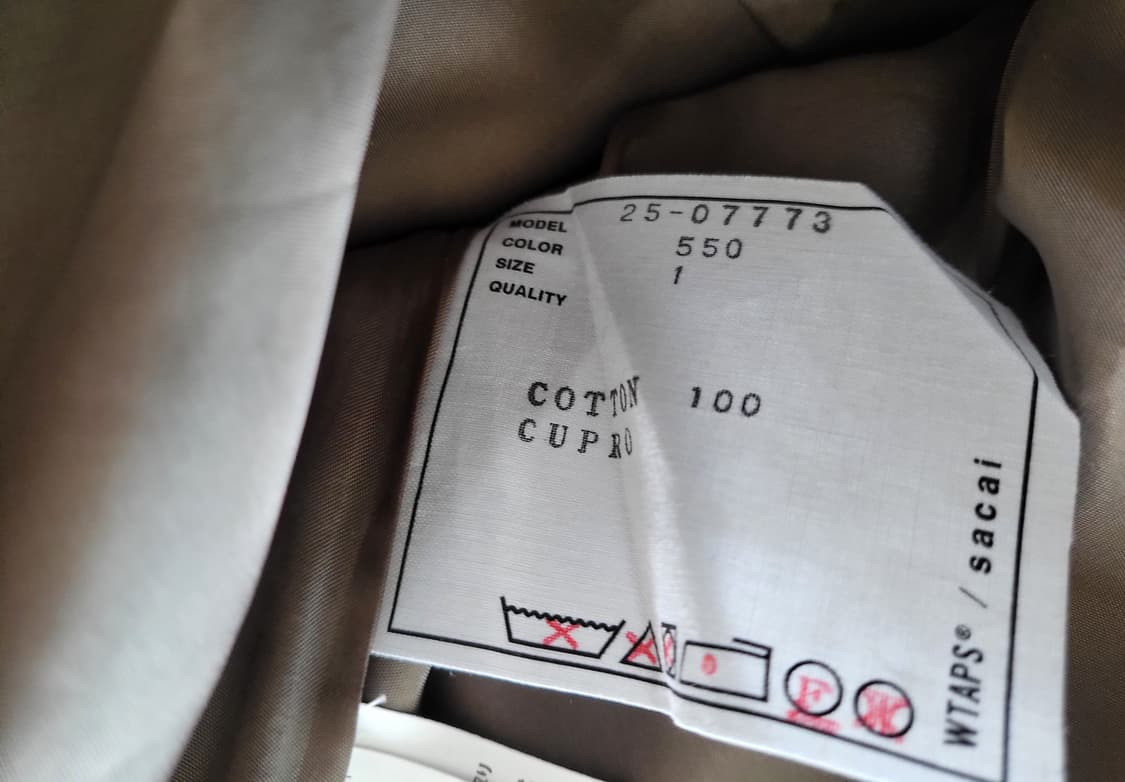 MODEL 25-07773
COLOR 550
SIZE 1
QUALITY
COTTON 100
CUPRO
WTAPS® / sacai
F
W